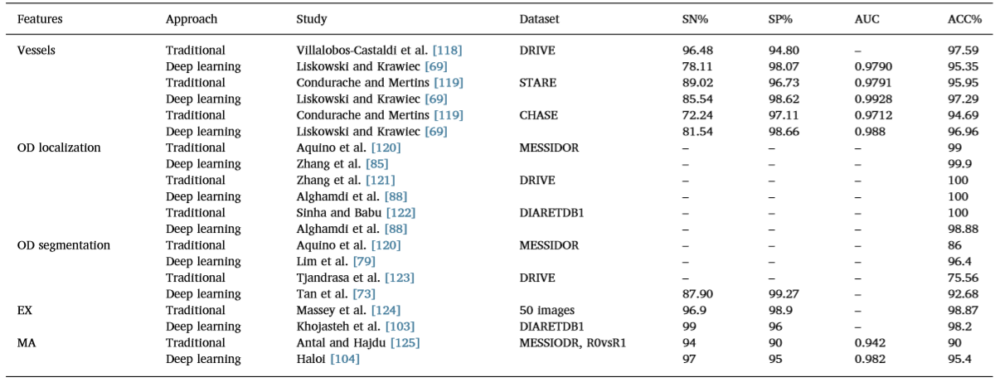 Features Approach Study Dataset SN% SP% AUC ACC%
Vessels Traditional Villalobos-Castaldi et al. [118] DRIVE 96.48 94.80 – 97.59
Deep learning Liskowski and Krawiec [69] 78.11 98.07 0.9790 95.35
Traditional Condurache and Mertins [119] STARE 89.02 96.73 0.9791 95.95
Deep learning Liskowski and Krawiec [69] 85.54 98.62 0.9928 97.29
Traditional Condurache and Mertins [119] CHASE 72.24 97.11 0.9712 94.69
Deep learning Liskowski and Krawiec [69] 81.54 98.66 0.988 96.96
OD localization Traditional Aquino et al. [120] MESSIDOR – – – 99
Deep learning Zhang et al. [85] – – – 99.9
Traditional Zhang et al. [121] DRIVE – – – 100
Deep learning Alghamdi et al. [88] – – – 100
Traditional Sinha and Babu [122] DIARETDB1 – – – 100
Deep learning Alghamdi et al. [88] – – – 98.88
OD segmentation Traditional Aquino et al. [120] MESSIDOR – – – 86
Deep learning Lim et al. [79] – – – 96.4
Traditional Tjandrasa et al. [123] DRIVE – – – 75.56
Deep learning Tan et al. [73] 87.90 99.27 – 92.68
EX Traditional Massey et al. [124] 50 images 96.9 98.9 – 98.87
Deep learning Khojasteh et al. [103] DIARETDB1 99 96 – 98.2
MA Traditional Antal and Hajdu [125] MESSIODR, R0vsR1 94 90 0.942 90
Deep learning Haloi [104] 97 95 0.982 95.4